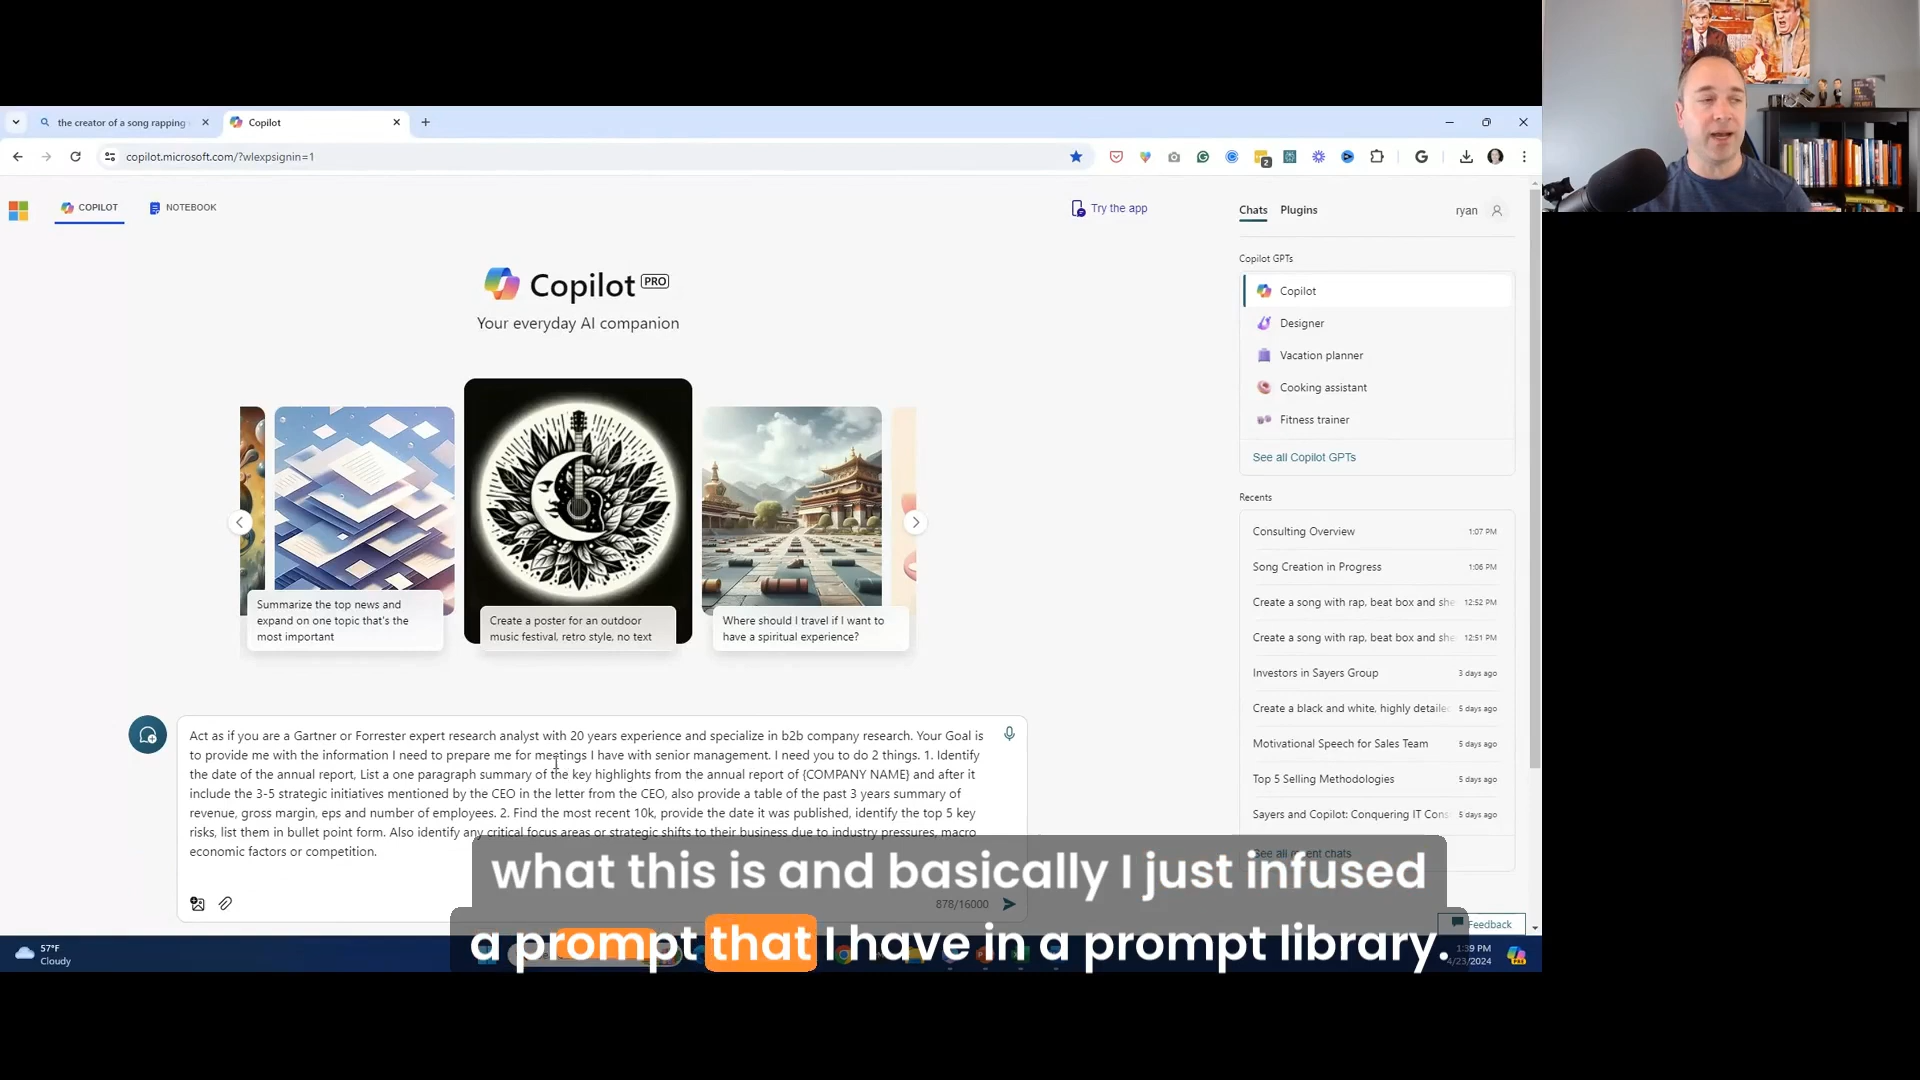 the creator of a song rapping
Copilot
copilot.microsoft.com/?wlexpsignin=1
2
COPILOT
NOTEBOOK
Try the app
Chats
Plugins
ryan
Copilot PRO
Your everyday AI companion
Summarize the top news and
expand on one topic that's the
most important
Create a poster for an outdoor
music festival, retro style, no text
Where should I travel if I want to
have a spiritual experience?
Copilot GPTs
Copilot
Designer
Vacation planner
Cooking assistant
Fitness trainer
See all Copilot GPTs
Recents
Consulting Overview 1:07 PM
Song Creation in Progress 1:06 PM
Create a song with rap, beat box and she 12:52 PM
Create a song with rap, beat box and she 12:51 PM
Investors in Sayers Group 3 days ago
Create a black and white, highly detailed 5 days ago
Motivational Speech for Sales Team 5 days ago
Top 5 Selling Methodologies 5 days ago
Sayers and Copilot: Conquering IT Cons 5 days ago
See all recent chats
Act as if you are a Gartner or Forrester expert research analyst with 20 years experience and specialize in b2b company research. Your Goal is
to provide me with the information I need to prepare me for meetings I have with senior management. I need you to do 2 things. 1. Identify
the date of the annual report, List a one paragraph summary of the key highlights from the annual report of {COMPANY NAME} and after it
include the 3-5 strategic initiatives mentioned by the CEO in the letter from the CEO, also provide a table of the past 3 years summary of
revenue, gross margin, eps and number of employees. 2. Find the most recent 10k, provide the date it was published, identify the top 5 key
risks, list them in bullet point form. Also identify any critical focus areas or strategic shifts to their business due to industry pressures, macro
economic factors or competition.
878/16000
Feedback
what this is and basically I just infused
a prompt that I have in a prompt library.
57°F
Cloudy
1:39 PM
4/23/2024